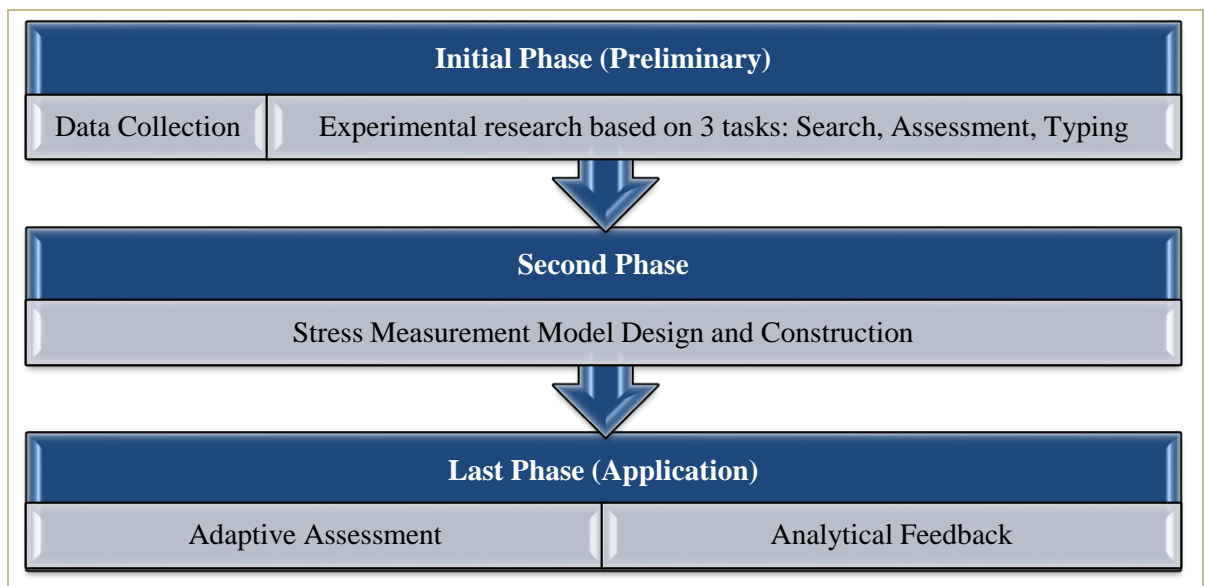 Initial Phase (Preliminary)
Data Collection
Experimental research based on 3 tasks: Search, Assessment, Typing
Second Phase
Stress Measurement Model Design and Construction
Last Phase (Application)
Adaptive Assessment
Analytical Feedback